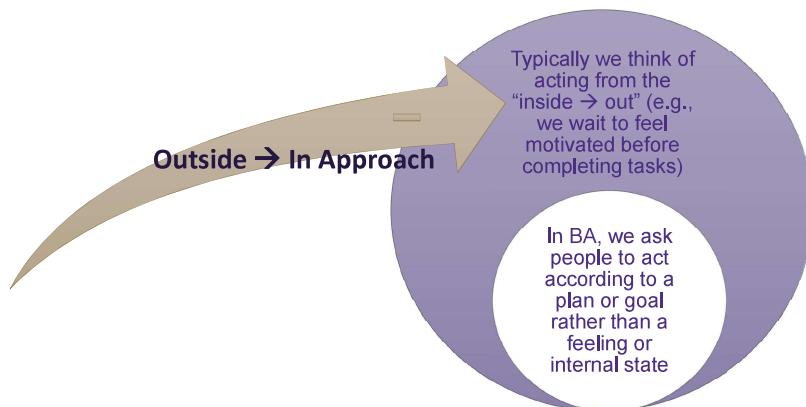 Outside → In Approach
Typically we think of
acting from the
“inside → out” (e.g.,
we wait to feel
motivated before
completing tasks)
In BA, we ask
people to act
according to a
plan or goal
rather than a
feeling or
internal state